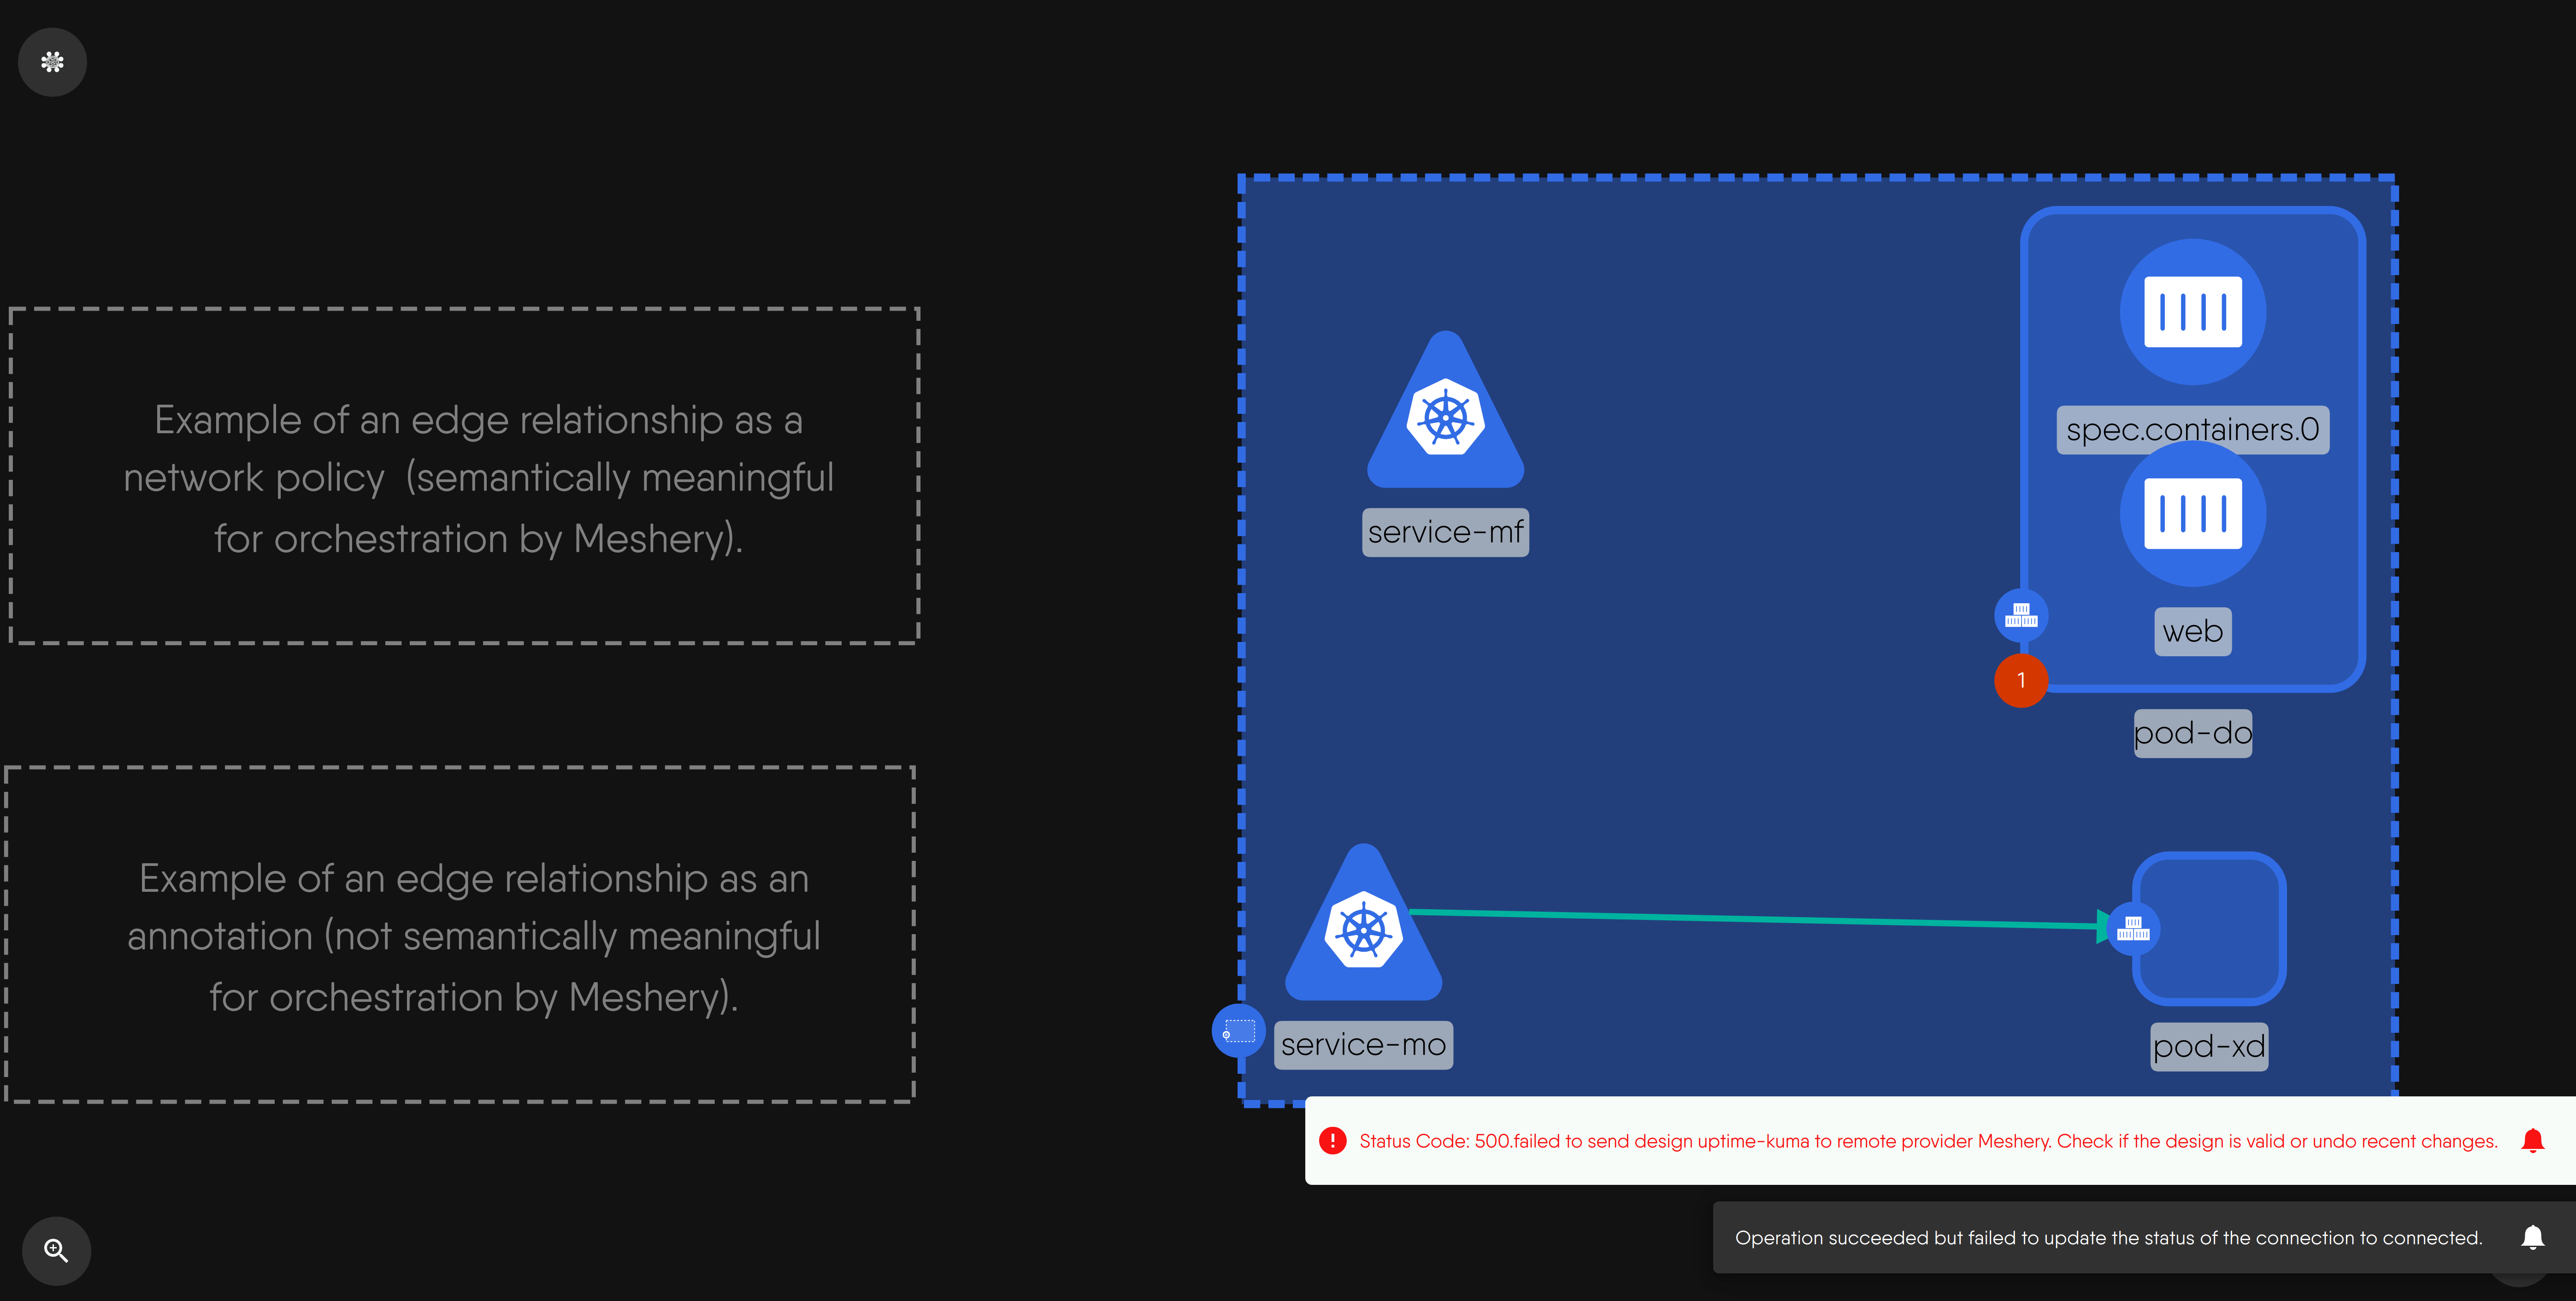 Example of an edge relationship as a
network policy  (semantically meaningful
for orchestration by Meshery).
Example of an edge relationship as an
annotation (not semantically meaningful
for orchestration by Meshery).
spec.containers.0
web
1
pod-do
service-mf
service-mo
pod-xd
Status Code: 500.failed to send design uptime-kuma to remote provider Meshery. Check if the design is valid or undo recent changes.
Operation succeeded but failed to update the status of the connection to connected.